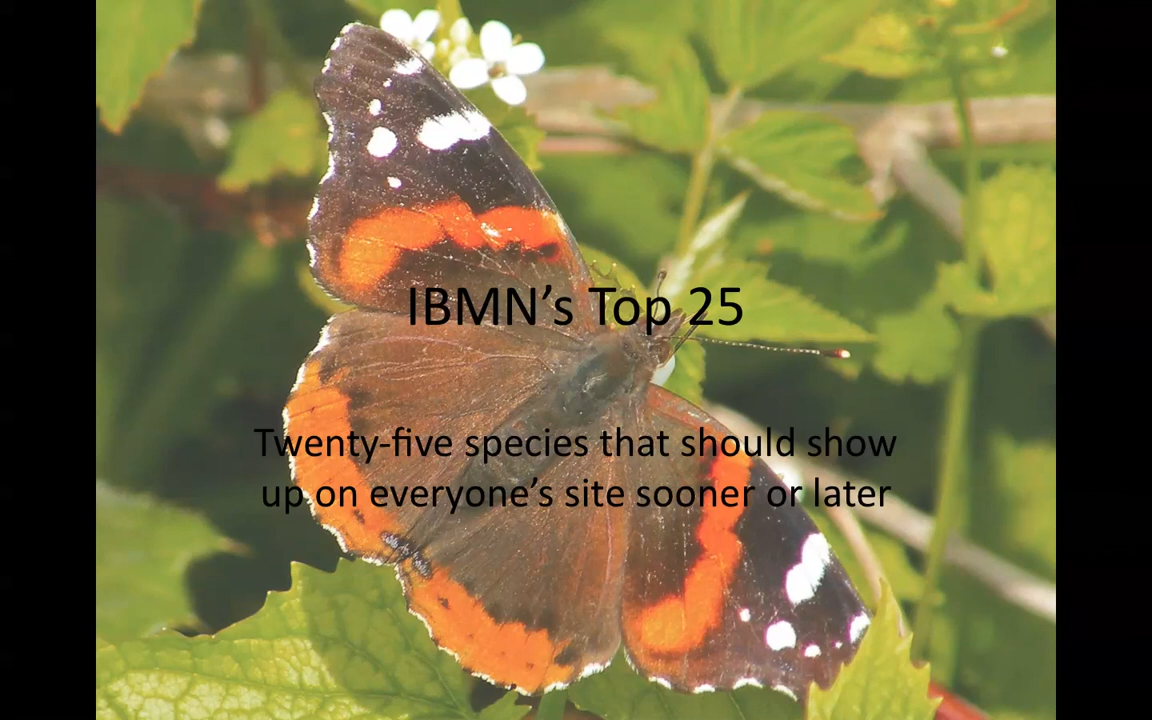 IBMN’s Top 25
Twenty-five species that should show
up on everyone’s site sooner or later